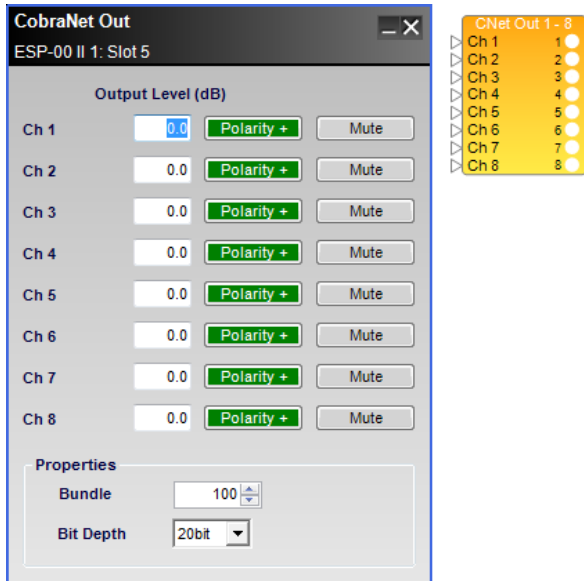 CobraNet Out
ESP-00 II 1: Slot 5
Output Level (dB)
Ch 1 0.0 Polarity + Mute
Ch 2 0.0 Polarity + Mute
Ch 3 0.0 Polarity + Mute
Ch 4 0.0 Polarity + Mute
Ch 5 0.0 Polarity + Mute
Ch 6 0.0 Polarity + Mute
Ch 7 0.0 Polarity + Mute
Ch 8 0.0 Polarity + Mute
Properties
Bundle 100
Bit Depth 20bit
CNet Out 1 - 8
Ch 1 1
Ch 2 2
Ch 3 3
Ch 4 4
Ch 5 5
Ch 6 6
Ch 7 7
Ch 8 8